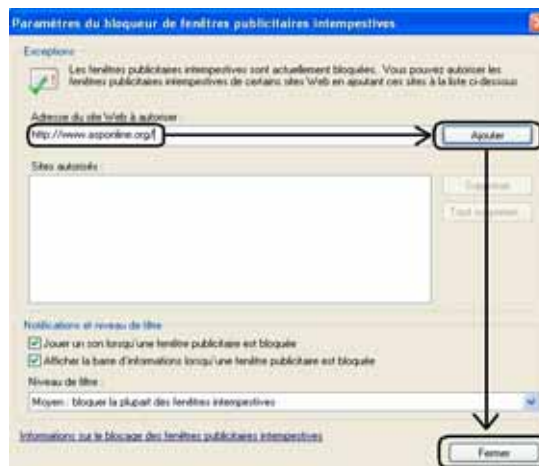 Paramètres du bloqueur de fenêtres publicitaires intempestives
Exceptions
Les fenêtres publicitaires intempestives sont actuellement bloquées. Vous pouvez autoriser les
fenêtres publicitaires intempestives de certains sites Web en ajoutant ces sites à la liste ci-dessous
Adresse du site Web à autoriser :
http://www.asponline.org/
Ajouter
Sites autorisés :
Supprimer
Tout supprimer
Notifications et niveau de filtre
Jouer un son lorsqu'une fenêtre publicitaire est bloquée
Afficher la barre d'informations lorsqu'une fenêtre publicitaire est bloquée
Niveau de filtre :
Moyen : bloquer la plupart des fenêtres intempestives
Informations sur le blocage des fenêtres publicitaires intempestives
Fermer